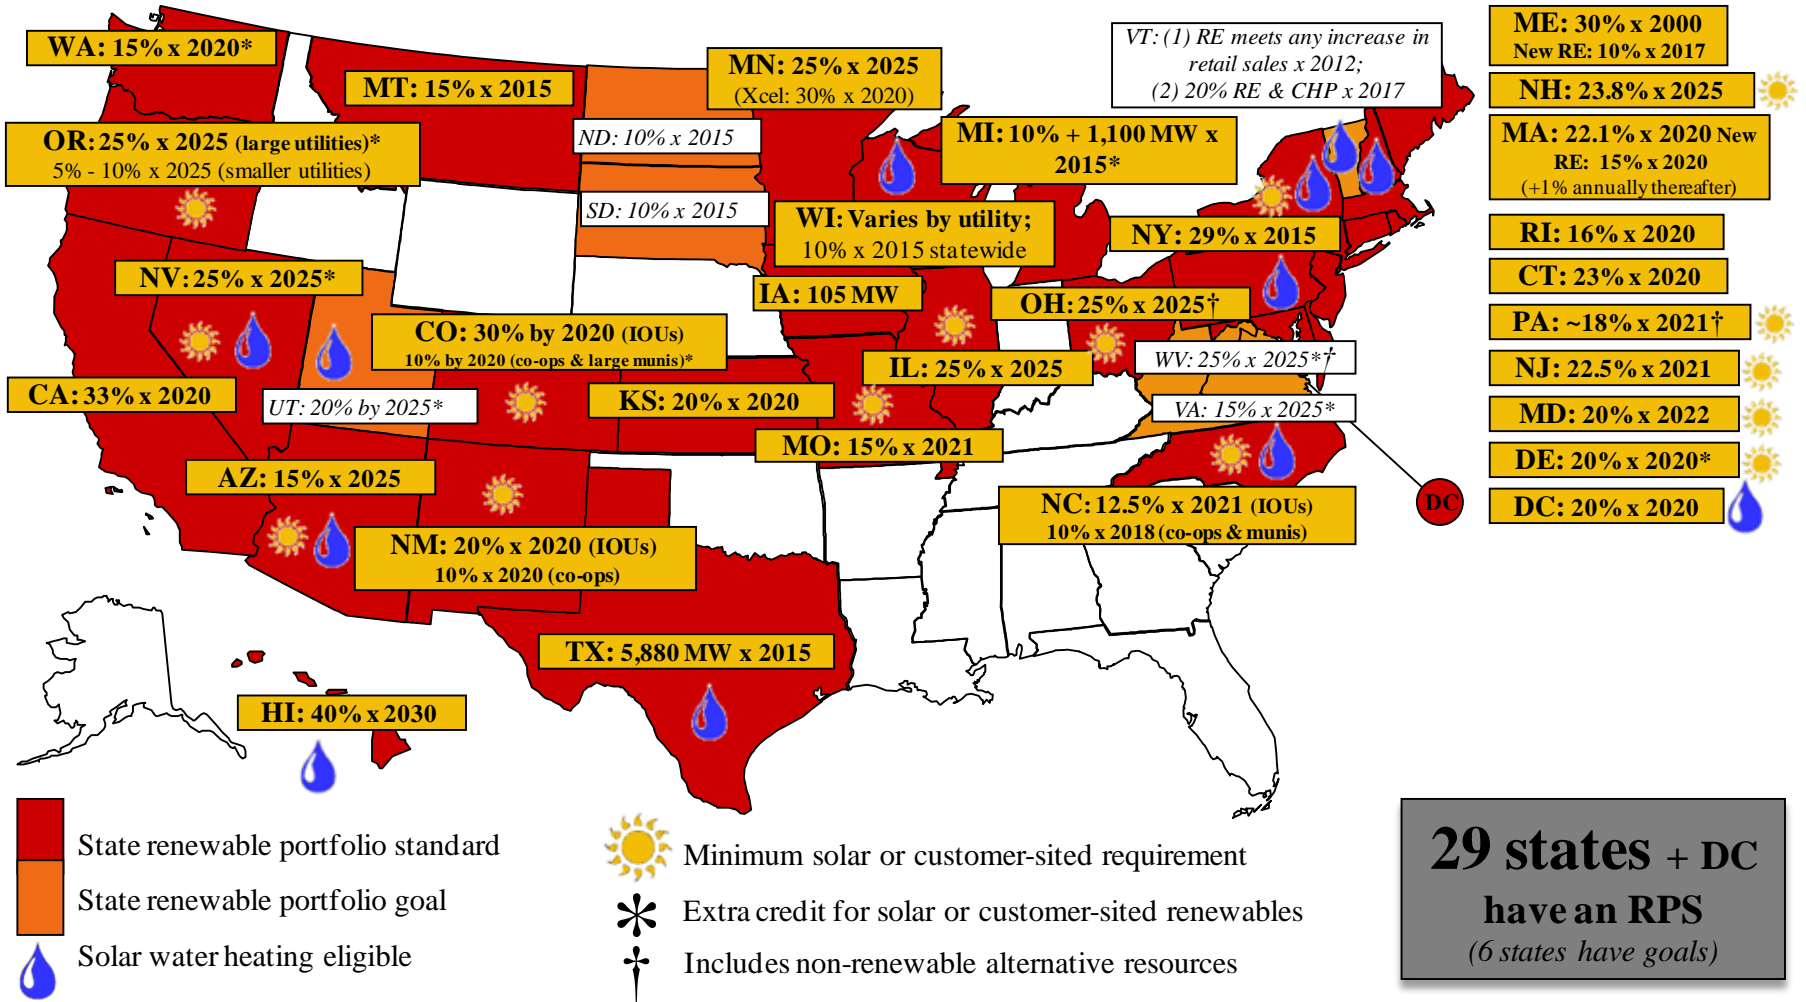 WA: 15% x 2020*
MT: 15% x 2015
MN: 25% x 2025
(Xcel: 30% x 2020)
VT: (1) RE meets any increase in
retail sales x 2012;
(2) 20% RE & CHP x 2017
ME: 30% x 2000
New RE: 10% x 2017
NH: 23.8% x 2025
OR: 25% x 2025 (large utilities)*
5% - 10% x 2025 (smaller utilities)
ND: 10% x 2015
MI: 10% + 1,100 MW x
2015*
MA: 22.1% x 2020 New
RE: 15% x 2020
(+1% annually thereafter)
SD: 10% x 2015
WI: Varies by utility;
10% x 2015 statewide
NY: 29% x 2015
RI: 16% x 2020
NV: 25% x 2025*
IA: 105 MW
OH: 25% x 2025†
CT: 23% x 2020
CO: 30% by 2020 (IOUs)
10% by 2020 (co-ops & large munis)*
PA: ~18% x 2021†
IL: 25% x 2025
WV: 25% x 2025*†
NJ: 22.5% x 2021
CA: 33% x 2020
UT: 20% by 2025*
KS: 20% x 2020
VA: 15% x 2025*
MD: 20% x 2022
MO: 15% x 2021
DE: 20% x 2020*
AZ: 15% x 2025
NC: 12.5% x 2021 (IOUs)
10% x 2018 (co-ops & munis)
DC
DC: 20% x 2020
NM: 20% x 2020 (IOUs)
10% x 2020 (co-ops)
TX: 5,880 MW x 2015
HI: 40% x 2030
State renewable portfolio standard
State renewable portfolio goal
Solar water heating eligible
Minimum solar or customer-sited requirement
* Extra credit for solar or customer-sited renewables
† Includes non-renewable alternative resources
29 states + DC
have an RPS
(6 states have goals)